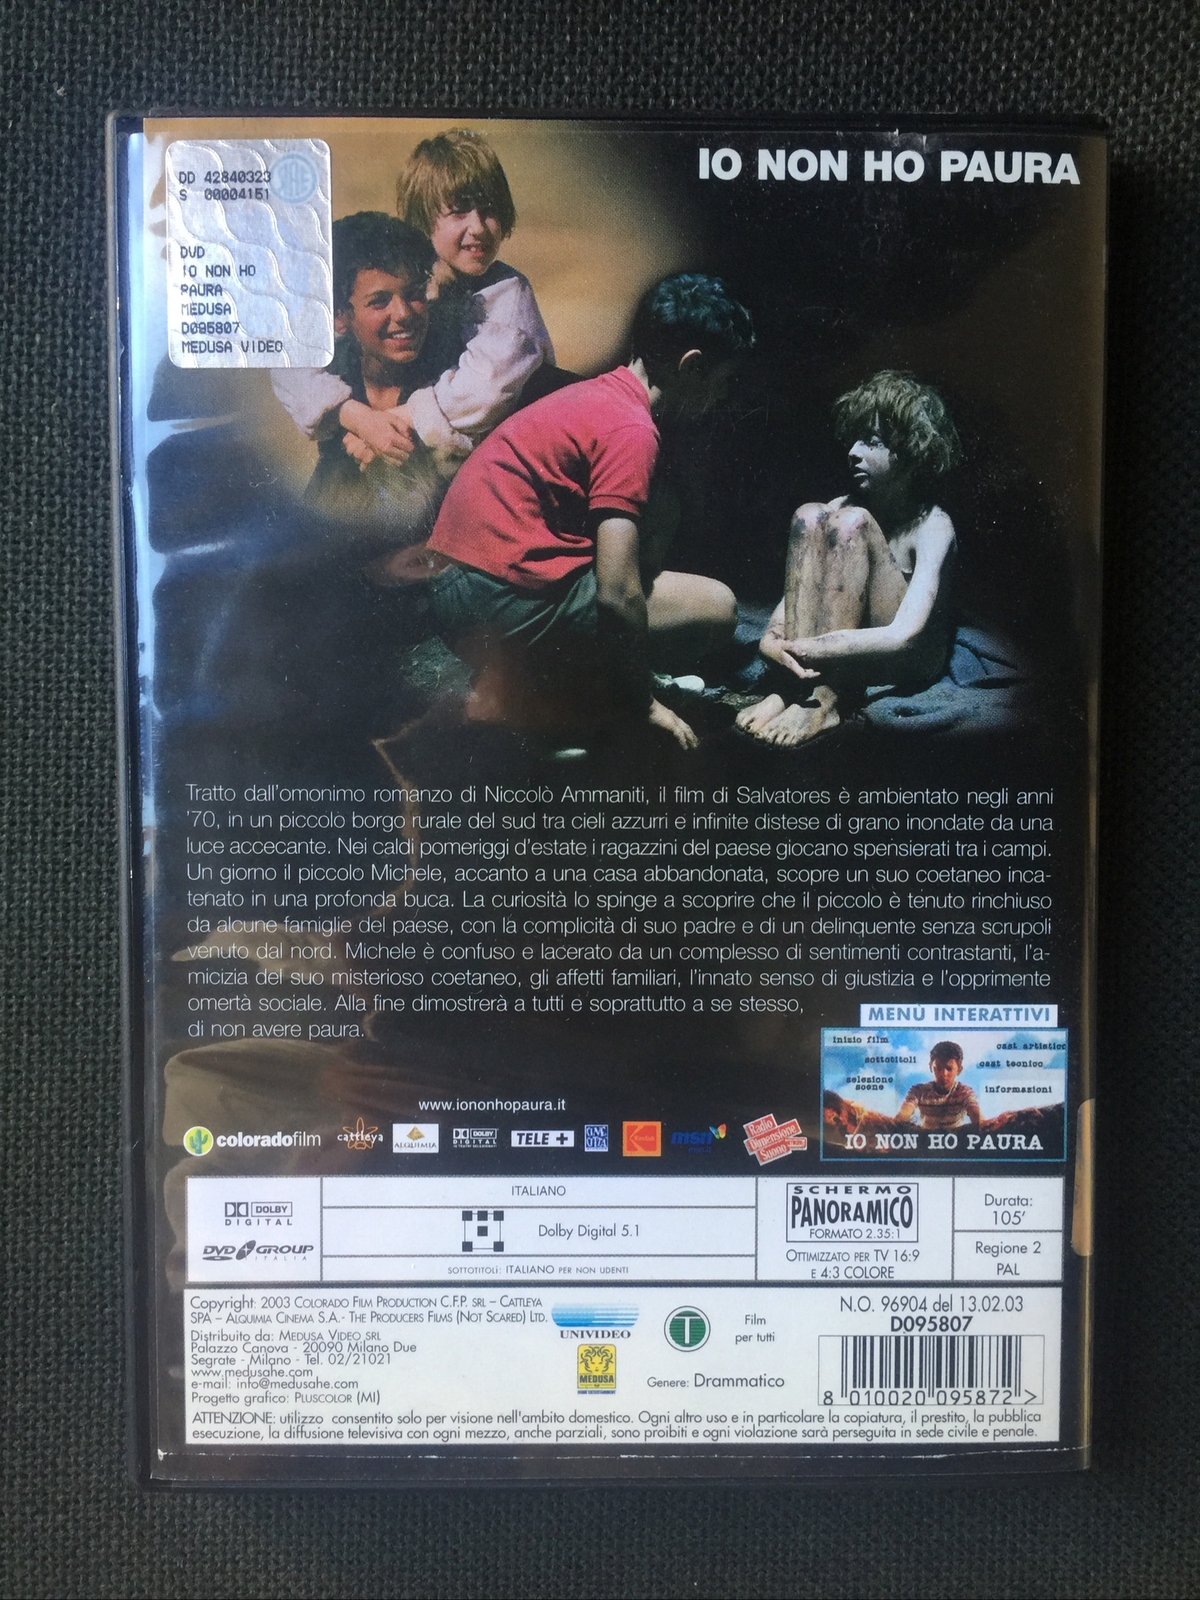 IO NON HO PAURA
DD 42840323
S 00004151
DVD
IO NON HO
PAURA
MEDUSA
D095807
MEDUSA VIDEO
Tratto dall'omonimo romanzo di Niccolò Ammaniti, il film di Salvatores è ambientato negli anni
'70, in un piccolo borgo rurale del sud tra cieli azzurri e infinite distese di grano inondate da una
luce accecante. Nei caldi pomeriggi d'estate i ragazzini del paese giocano spensierati tra i campi.
Un giorno il piccolo Michele, accanto a una casa abbandonata, scopre un suo coetaneo inca-
tenato in una profonda buca. La curiosità lo spinge a scoprire che il piccolo è tenuto rinchiuso
da alcune famiglie del paese, con la complicità di suo padre e di un delinquente senza scrupoli
venuto dal nord. Michele è confuso e lacerato da un complesso di sentimenti contrastanti, l'a-
micizia del suo misterioso coetaneo, gli affetti familiari, l'innato senso di giustizia e l'opprimente
omertà sociale. Alla fine dimostrerà a tutti e soprattutto a se stesso,
di non avere paura.
MENÙ INTERATTIVI
inizio film
cast artistico
sottotitoli
cast tecnico
selezione
scene
informazioni
IO NON HO PAURA
www.iononhopaura.it
coloradofilm
cattleya
ALQUIMIA
DOLBY
DIGITAL
TELE +
Kodak
msn
Radio
Dimensione
Suono
DOLBY
DIGITAL
DVD GROUP
ITALIA
ITALIANO
Dolby Digital 5.1
SOTTOTITOLI: ITALIANO PER NON UDENTI
SCHERMO
PANORAMICO
FORMATO 2.35:1
OTTIMIZZATO PER TV 16:9
E 4:3 COLORE
Durata:
105'
Regione 2
PAL
Copyright: 2003 COLORADO FILM PRODUCTION C.F.P. SRL – CATTLEYA
SPA – ALQUIMIA CINEMA S.A.- THE PRODUCERS FILMS (NOT SCARED) LTD.
Distribuito da: MEDUSA VIDEO SRL
Palazzo Canova - 20090 Milano Due
Segrate - Milano - Tel. 02/21021
www.medusahe.com
e-mail: info@medusahe.com
Progetto grafico: PLUSCOLOR (MI)
UNIVIDEO
MEDUSA
T
Film
per tutti
Genere: Drammatico
N.O. 96904 del 13.02.03
D095807
8 010020 095872 >
ATTENZIONE: utilizzo consentito solo per visione nell'ambito domestico. Ogni altro uso e in particolare la copiatura, il prestito, la pubblica
esecuzione, la diffusione televisiva con ogni mezzo, anche parziali, sono proibiti e ogni violazione sarà perseguita in sede civile e penale.